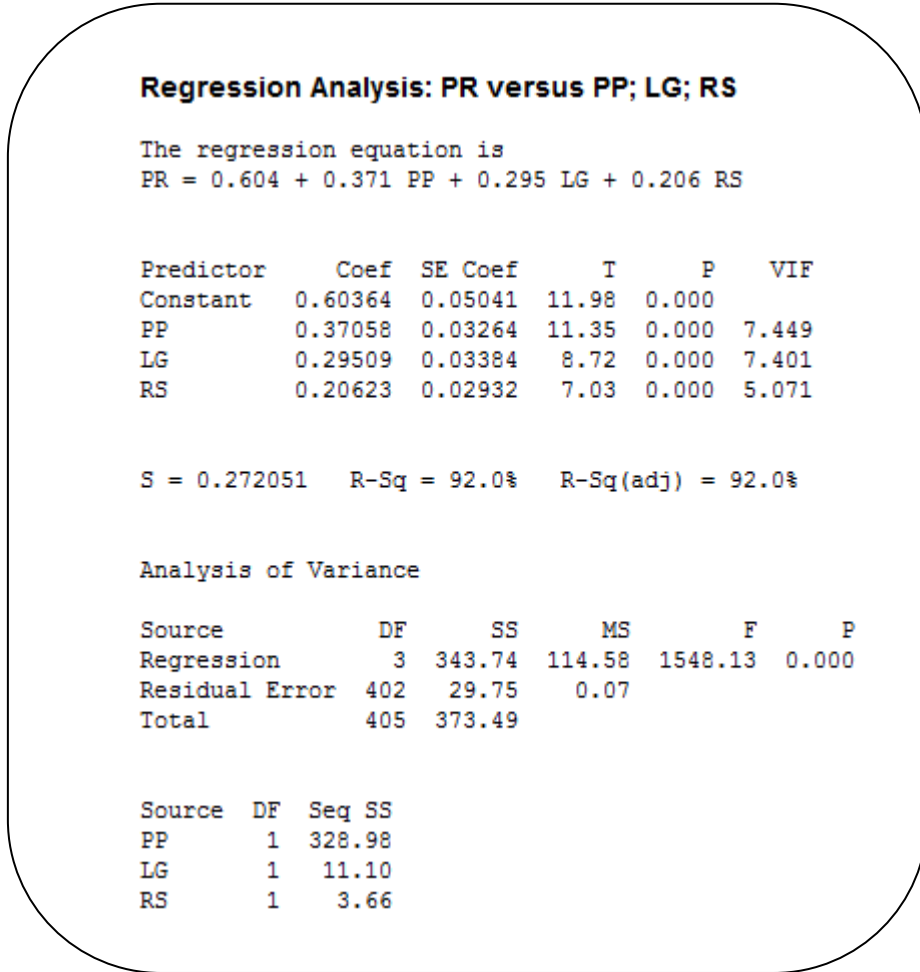 Regression Analysis: PR versus PP; LG; RS
The regression equation is
PR = 0.604 + 0.371 PP + 0.295 LG + 0.206 RS
Predictor Coef SE Coef T P VIF
Constant 0.60364 0.05041 11.98 0.000
PP 0.37058 0.03264 11.35 0.000 7.449
LG 0.29509 0.03384 8.72 0.000 7.401
RS 0.20623 0.02932 7.03 0.000 5.071
S = 0.272051 R-Sq = 92.0% R-Sq(adj) = 92.0%
Analysis of Variance
Source DF SS MS F P
Regression 3 343.74 114.58 1548.13 0.000
Residual Error 402 29.75 0.07
Total 405 373.49
Source DF Seq SS
PP 1 328.98
LG 1 11.10
RS 1 3.66